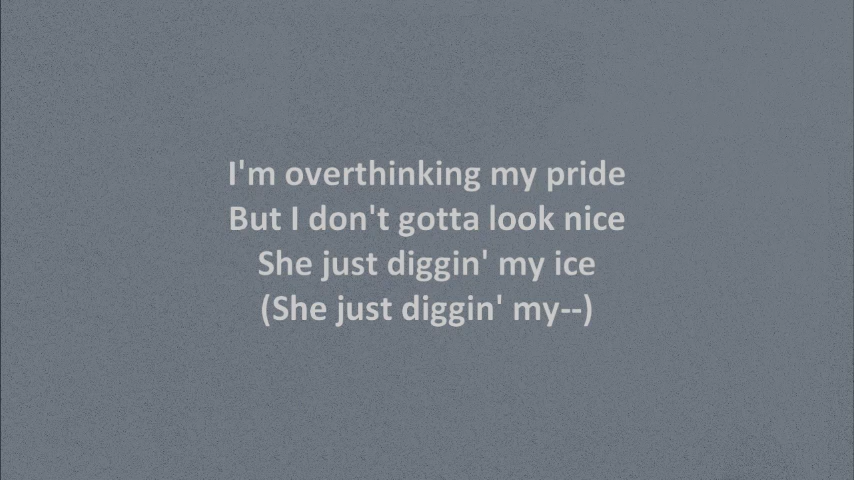 I'm overthinking my pride
But I don't gotta look nice
She just diggin' my ice
(She just diggin' my--)